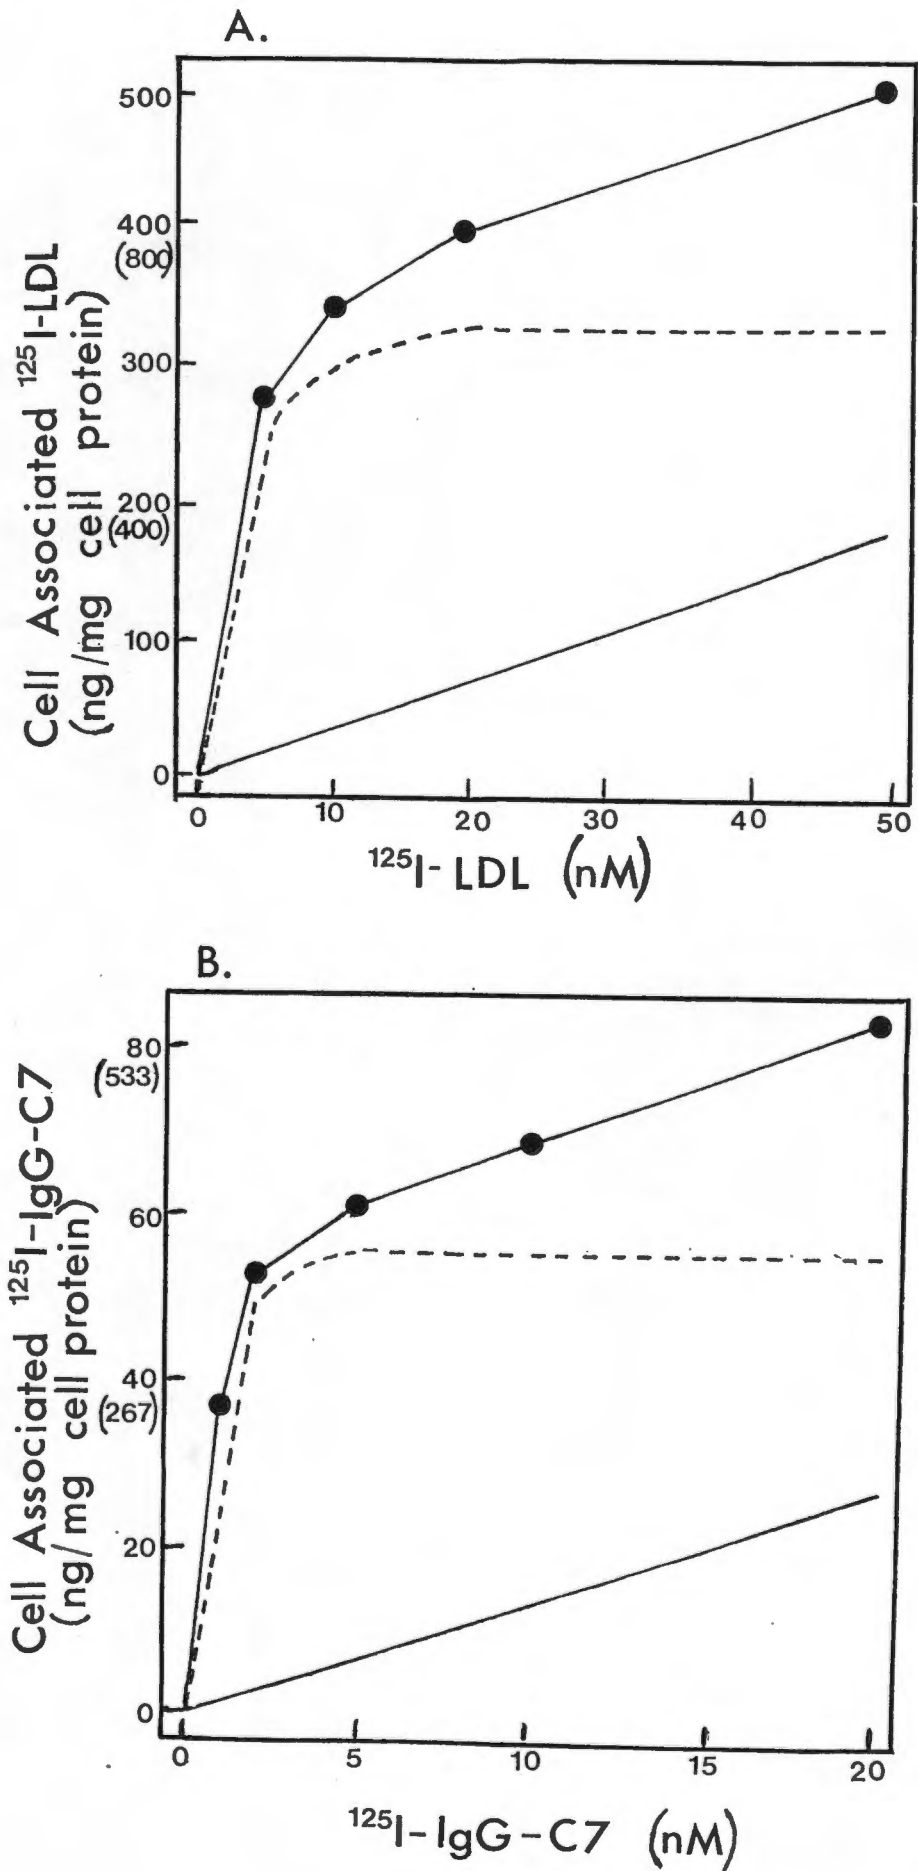 A.
500
400
(800)
300
200
(400)
100
0
Cell Associated ¹²⁵I-LDL
(ng/mg cell protein)
0 10 20 30 40 50
¹²⁵I-LDL (nM)
B.
80
(533)
60
40
(267)
20
0
Cell Associated ¹²⁵I-IgG-C7
(ng/mg cell protein)
0 5 10 15 20
¹²⁵I-IgG-C7 (nM)